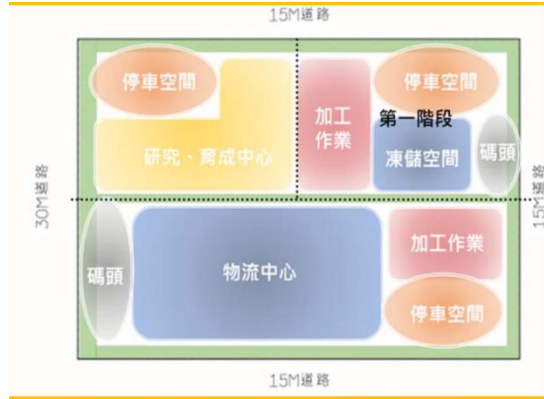 15M道路
停車空間
停車空間
加工
作業
第一階段
研究、育成中心
凍儲空間
碼頭
30M道路
15M道路
加工作業
物流中心
碼頭
停車空間
15M道路